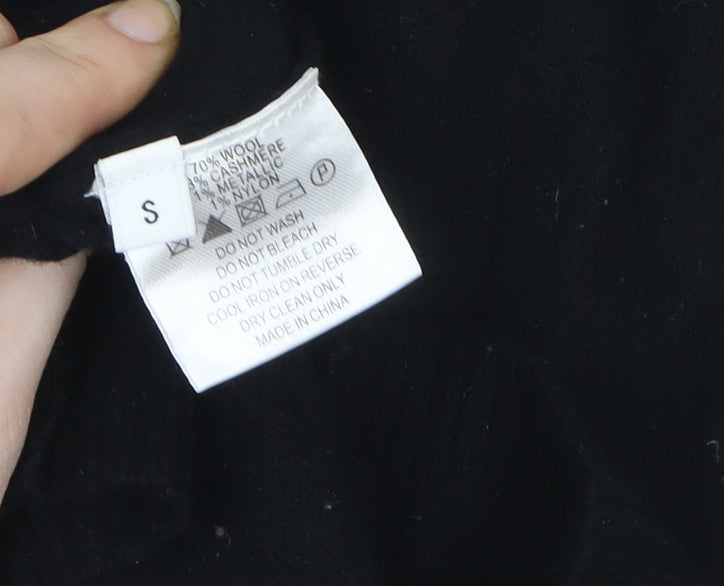 S
70% WOOL
% CASHMERE
1% METALLIC
1% NYLON
P
DO NOT WASH
DO NOT BLEACH
DO NOT TUMBLE DRY
COOL IRON ON REVERSE
DRY CLEAN ONLY
MADE IN CHINA